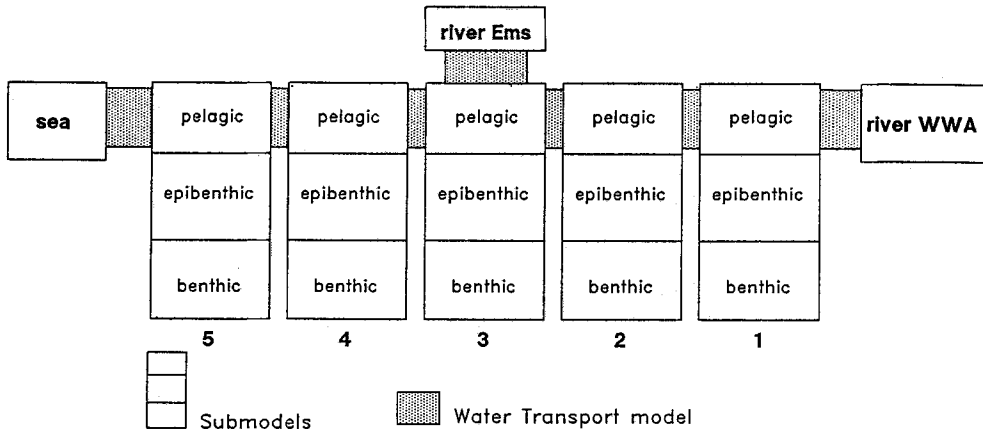 river Ems
sea pelagic pelagic pelagic pelagic pelagic river WWA
epibenthic epibenthic epibenthic epibenthic epibenthic
benthic benthic benthic benthic benthic
5 4 3 2 1
Submodels Water Transport model